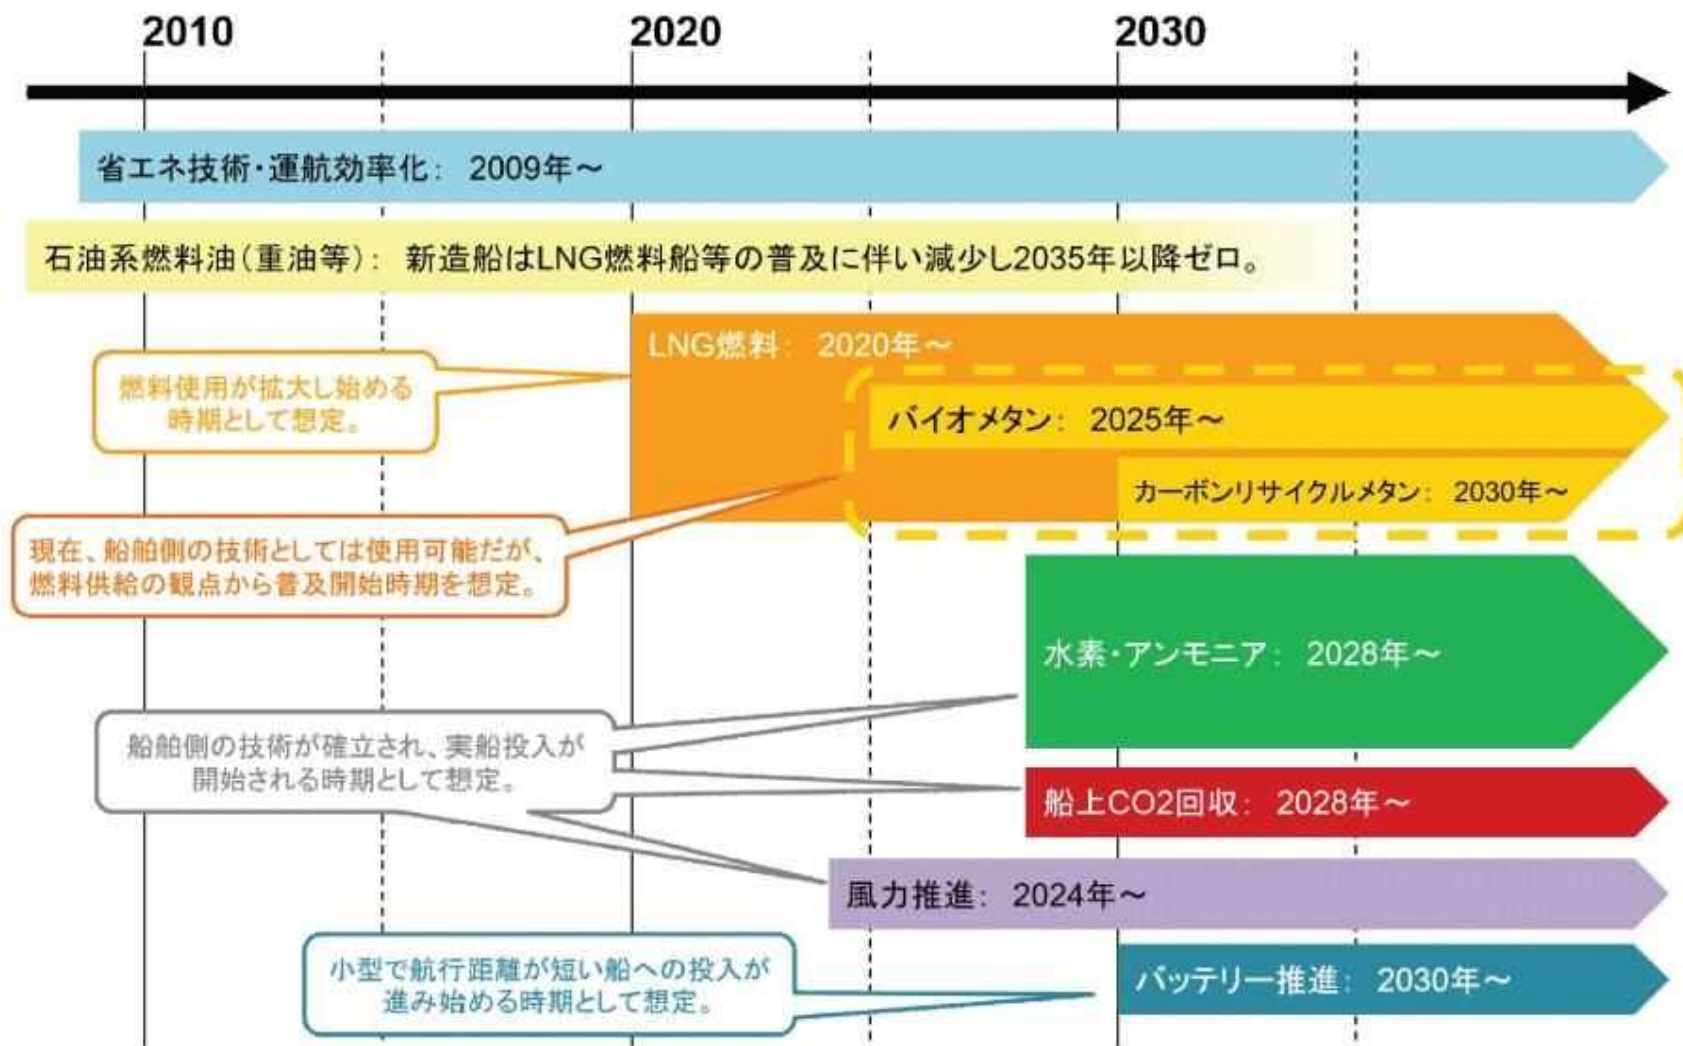 2010
2020
2030
省エネ技術・運航効率化： 2009年～
石油系燃料油（重油等）： 新造船はLNG燃料船等の普及に伴い減少し2035年以降ゼロ。
LNG燃料： 2020年～
燃料使用が拡大し始める
時期として想定。
バイオメタン： 2025年～
カーボンリサイクルメタン： 2030年～
現在、船舶側の技術としては使用可能だが、
燃料供給の観点から普及開始時期を想定。
水素・アンモニア： 2028年～
船舶側の技術が確立され、実船投入が
開始される時期として想定。
船上CO2回収： 2028年～
風力推進： 2024年～
小型で航行距離が短い船への投入が
進み始める時期として想定。
バッテリー推進： 2030年～